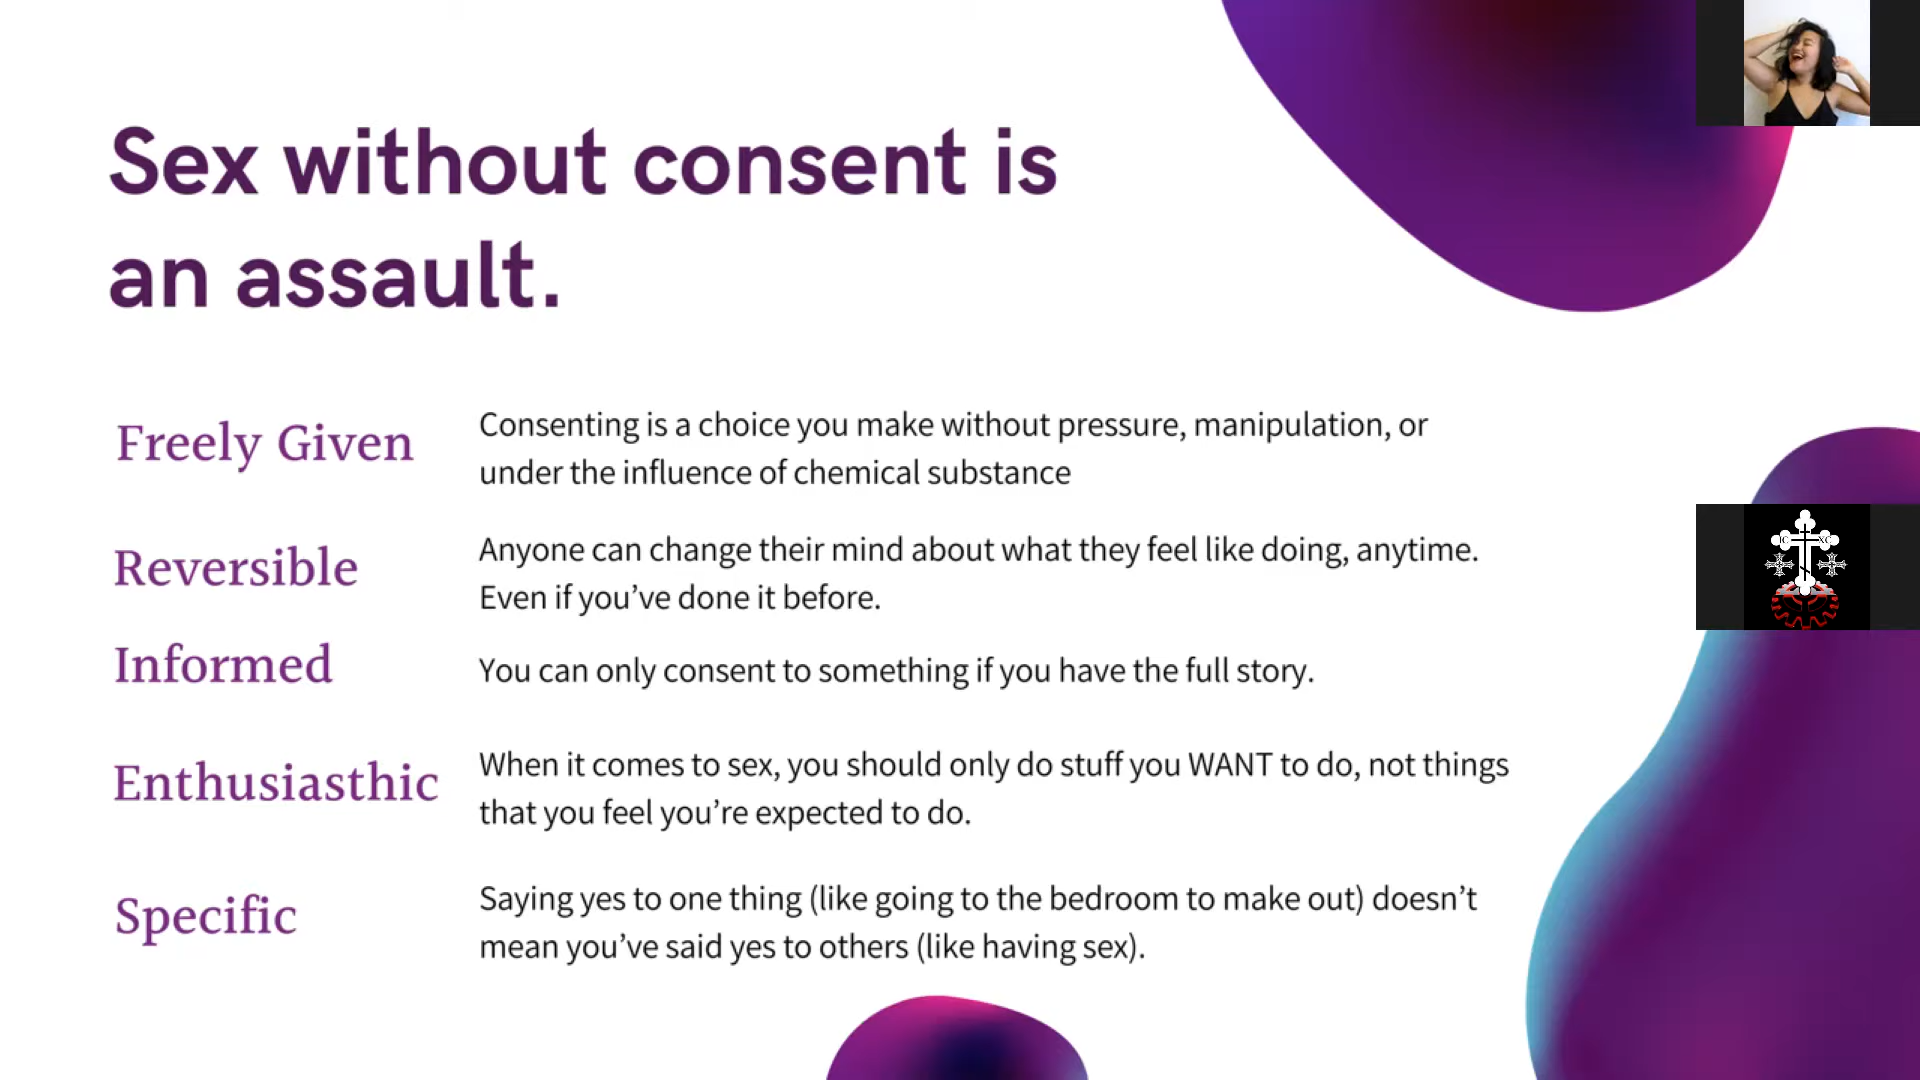 Sex without consent is
an assault.
Freely Given
Consenting is a choice you make without pressure, manipulation, or
under the influence of chemical substance
Reversible
Anyone can change their mind about what they feel like doing, anytime.
Even if you’ve done it before.
Informed
You can only consent to something if you have the full story.
Enthusiasthic
When it comes to sex, you should only do stuff you WANT to do, not things
that you feel you’re expected to do.
Specific
Saying yes to one thing (like going to the bedroom to make out) doesn’t
mean you’ve said yes to others (like having sex).
IC XC